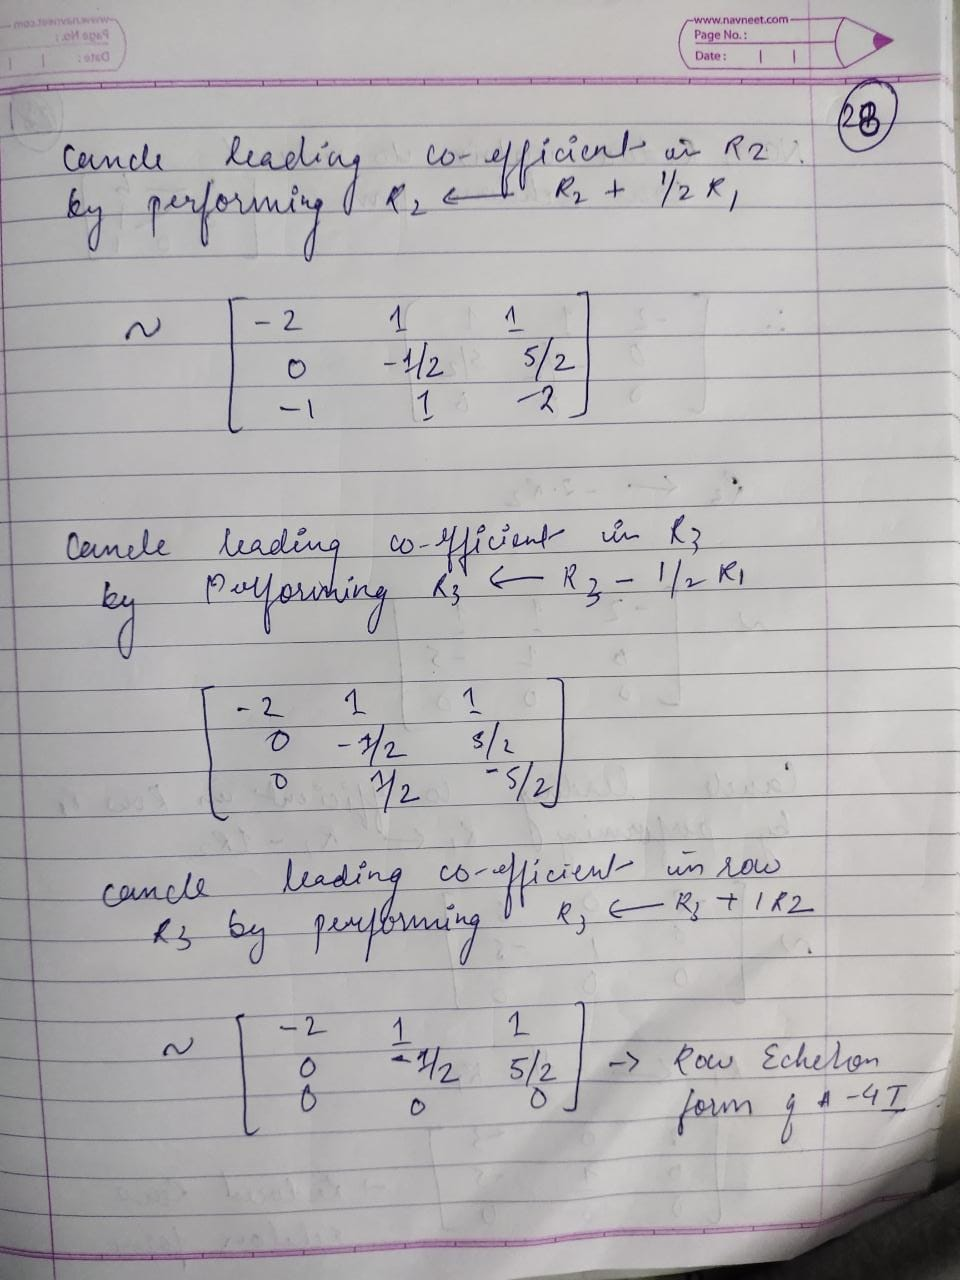 www.navneet.com
Page No.:
Date:
28
Cancle leading co-efficient in R2
by performing R2 ← R2 + 1/2 R1
~ [ -2 1 1
0 -1/2 5/2
-1 1 -2 ]
Cancle leading co-efficient in R3
by Performing R3 ← R3 - 1/2 R1
[ -2 1 1
0 -1/2 5/2
0 1/2 -5/2 ]
cancle leading co-efficient in row
R3 by performing R3 ← R3 + 1R2
~ [ -2 1 1
0 -1/2 5/2 → Row Echelon
0 0 0 ] form of A-4I